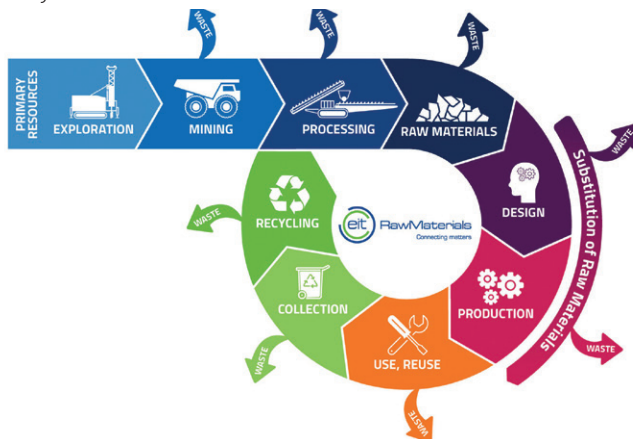 WASTE
WASTE
WASTE
PRIMARY
RESOURCES
EXPLORATION
MINING
PROCESSING
RAW MATERIALS
WASTE
Substitution of Raw Materials
DESIGN
WASTE
RECYCLING
eit RawMaterials
Connecting matters
COLLECTION
PRODUCTION
USE, REUSE
WASTE
WASTE
WASTE